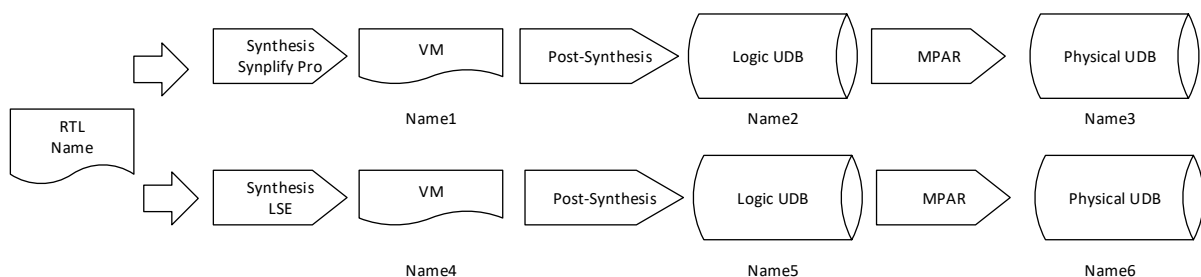 Synthesis
Synplify Pro
VM
Post-Synthesis
Logic UDB
MPAR
Physical UDB
Name1
Name2
Name3
RTL
Name
Synthesis
LSE
VM
Post-Synthesis
Logic UDB
MPAR
Physical UDB
Name4
Name5
Name6